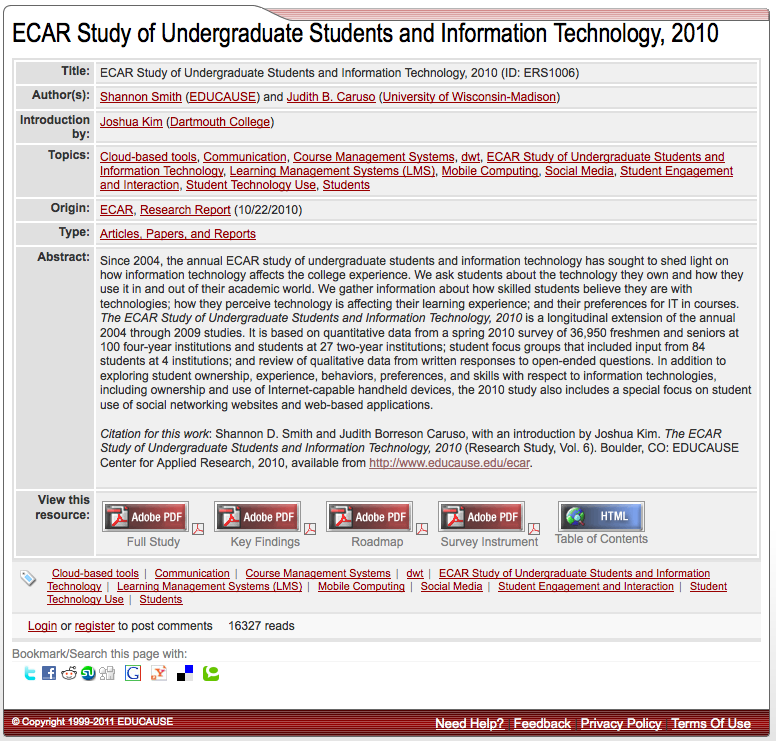 ECAR Study of Undergraduate Students and Information Technology, 2010
Title: ECAR Study of Undergraduate Students and Information Technology, 2010 (ID: ERS1006)
Author(s): Shannon Smith (EDUCAUSE) and Judith B. Caruso (University of Wisconsin-Madison)
Introduction by: Joshua Kim (Dartmouth College)
Topics: Cloud-based tools, Communication, Course Management Systems, dwt, ECAR Study of Undergraduate Students and
Information Technology, Learning Management Systems (LMS), Mobile Computing, Social Media, Student Engagement
and Interaction, Student Technology Use, Students
Origin: ECAR, Research Report (10/22/2010)
Type: Articles, Papers, and Reports
Abstract: Since 2004, the annual ECAR study of undergraduate students and information technology has sought to shed light on
how information technology affects the college experience. We ask students about the technology they own and how they
use it in and out of their academic world. We gather information about how skilled students believe they are with
technologies; how they perceive technology is affecting their learning experience; and their preferences for IT in courses.
The ECAR Study of Undergraduate Students and Information Technology, 2010 is a longitudinal extension of the annual
2004 through 2009 studies. It is based on quantitative data from a spring 2010 survey of 36,950 freshmen and seniors at
100 four-year institutions and students at 27 two-year institutions; student focus groups that included input from 84
students at 4 institutions; and review of qualitative data from written responses to open-ended questions. In addition to
exploring student ownership, experience, behaviors, preferences, and skills with respect to information technologies,
including ownership and use of Internet-capable handheld devices, the 2010 study also includes a special focus on student
use of social networking websites and web-based applications.
Citation for this work: Shannon D. Smith and Judith Borreson Caruso, with an introduction by Joshua Kim. The ECAR
Study of Undergraduate Students and Information Technology, 2010 (Research Study, Vol. 6). Boulder, CO: EDUCAUSE
Center for Applied Research, 2010, available from http://www.educause.edu/ecar.
View this resource:
Adobe PDF Adobe PDF Adobe PDF Adobe PDF HTML
Full Study Key Findings Roadmap Survey Instrument Table of Contents
Cloud-based tools | Communication | Course Management Systems | dwt | ECAR Study of Undergraduate Students and Information
Technology | Learning Management Systems (LMS) | Mobile Computing | Social Media | Student Engagement and Interaction | Student
Technology Use | Students
Login or register to post comments 16327 reads
Bookmark/Search this page with:
© Copyright 1999-2011 EDUCAUSE
Need Help? | Feedback | Privacy Policy | Terms Of Use